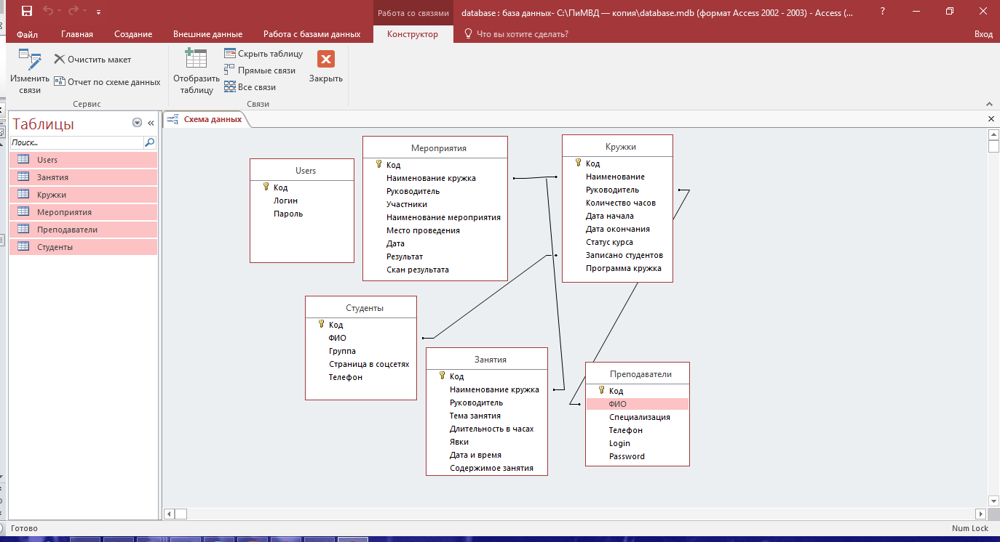 Работа со связями
database : база данных- C:\ПиМВД — копия\database.mdb (формат Access 2002 - 2003) - Access (...
?
Файл
Главная
Создание
Внешние данные
Работа с базами данных
Конструктор
Что вы хотите сделать?
Вход
Изменить связи
Очистить макет
Отчет по схеме данных
Сервис
Отобразить таблицу
Скрыть таблицу
Прямые связи
Все связи
Связи
Закрыть
Таблицы
Поиск...
Users
Занятия
Кружки
Мероприятия
Преподаватели
Студенты
Схема данных
Users
Код
Логин
Пароль
Мероприятия
Код
Наименование кружка
Руководитель
Участники
Наименование мероприятия
Место проведения
Дата
Результат
Скан результата
Кружки
Код
Наименование
Руководитель
Количество часов
Дата начала
Дата окончания
Статус курса
Записано студентов
Программа кружка
Студенты
Код
ФИО
Группа
Страница в соцсетях
Телефон
Занятия
Код
Наименование кружка
Руководитель
Тема занятия
Длительность в часах
Явки
Дата и время
Содержимое занятия
Преподаватели
Код
ФИО
Специализация
Телефон
Login
Password
Готово
Num Lock